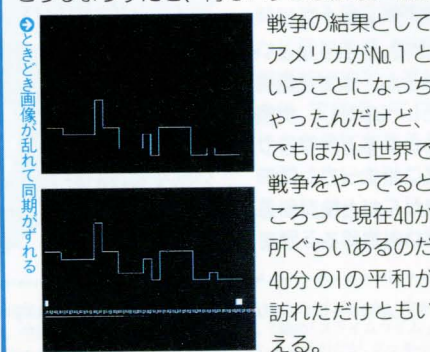 戦争の結果として
アメリカが№1と
いうことになっち
ゃったんだけど、
でもほかに世界で
戦争をやってると
ころって現在40か
所ぐらいあるのだ
40分の1の平和が
訪れただけともい
える。
➲ときどき画像が乱れて同期がずれる